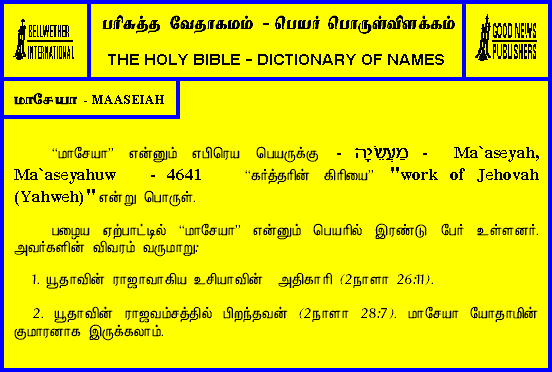 BELLWETHER
INTERNATIONAL
பரிசுத்த வேதாகமம் - பெயர் பொருள்விளக்கம்
THE HOLY BIBLE - DICTIONARY OF NAMES
GOOD NEWS
PUBLISHERS
மாசேயா - MAASEIAH
“மாசேயா” என்னும் எபிரெய பெயருக்கு - מַעֲשֵׂיָה - Ma`aseyah,
Ma`aseyahuw - 4641 “கர்த்தரின் கிரியை” "work of Jehovah
(Yahweh)" என்று பொருள்.
பழைய ஏற்பாட்டில் “மாசேயா” என்னும் பெயரில் இரண்டு பேர் உள்ளனர்.
அவர்களின் விவரம் வருமாறு:
1. யூதாவின் ராஜாவாகிய உசியாவின் அதிகாரி (2நாளா 26:11).
2. யூதாவின் ராஜவம்சத்தில் பிறந்தவன் (2நாளா 28:7). மாசேயா யோதாமின்
குமாரனாக இருக்கலாம்.